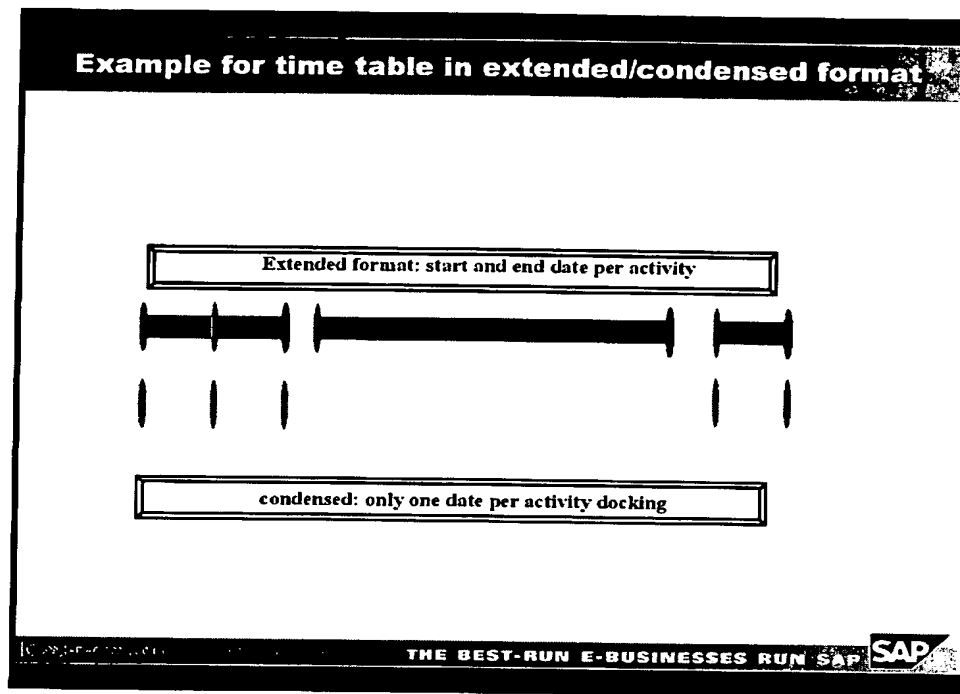 Example for time table in extended/condensed format
Extended format: start and end date per activity
condensed: only one date per activity docking
THE BEST-RUN E-BUSINESSES RUN SAP
SAP